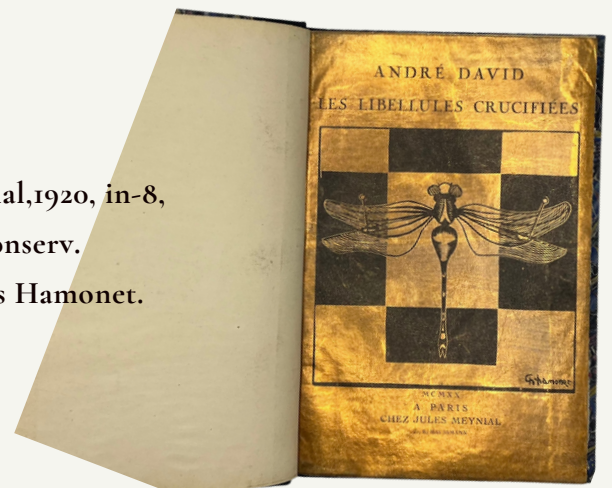 al,1920, in-8,
onserv.
s Hamonet.
ANDRÉ DAVID
LES LIBELLULES CRUCIFIÉES
MCMXX
A PARIS
CHEZ JULES MEYNIAL